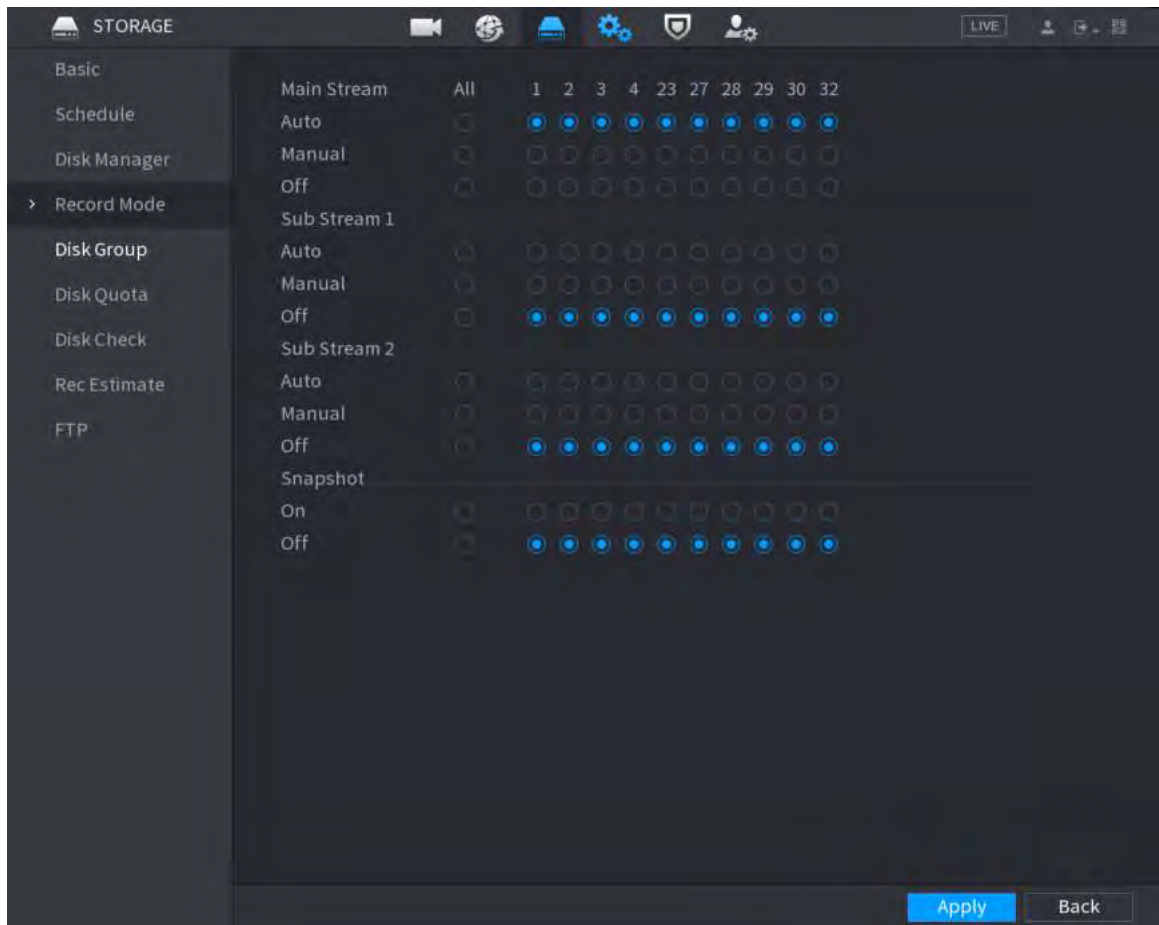 STORAGE
LIVE
Basic
Schedule
Disk Manager
Record Mode
Disk Group
Disk Quota
Disk Check
Rec Estimate
FTP
Main Stream All 1 2 3 4 23 27 28 29 30 32
Auto
Manual
Off
Sub Stream 1
Auto
Manual
Off
Sub Stream 2
Auto
Manual
Off
Snapshot
On
Off
Apply Back